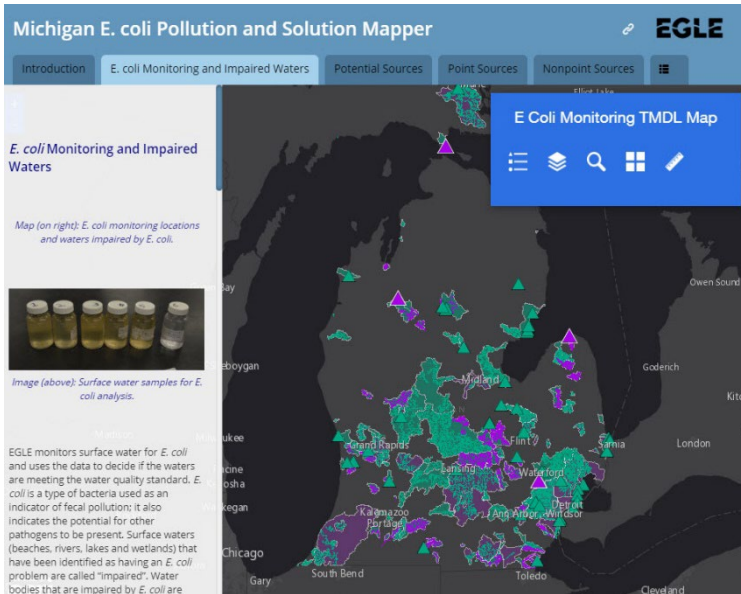 Michigan E. coli Pollution and Solution Mapper
EGLE
Introduction
E. coli Monitoring and Impaired Waters
Potential Sources
Point Sources
Nonpoint Sources
E. coli Monitoring and Impaired
Waters
Map (on right): E. coli monitoring locations
and waters impaired by E. coli.
Image (above): Surface water samples for E.
coli analysis.
EGLE monitors surface water for E. coli
and uses the data to decide if the waters
are meeting the water quality standard. E.
coli is a type of bacteria used as an
indicator of fecal pollution; it also
indicates the potential for other
pathogens to be present. Surface waters
(beaches, rivers, lakes and wetlands) that
have been identified as having an E. coli
problem are called "impaired". Water
bodies that are impaired by E. coli are
E Coli Monitoring TMDL Map
Elliot Lake
Owen Sound
Goderich
Midland
Grand Rapids
Flint
Sarnia
London
Lansing
Waterford
Kalamazoo
Portage
Ann Arbor
Detroit
Windsor
Chicago
Gary
South Bend
Toledo
Cleveland